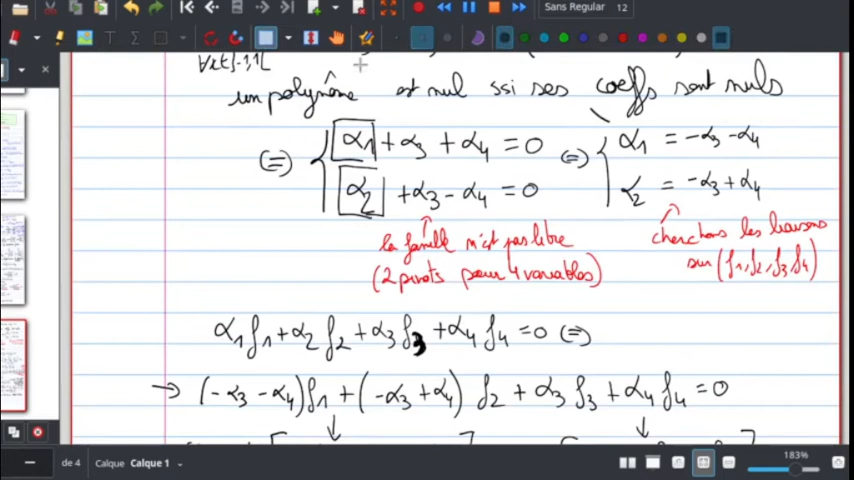 Sans Regular 12
∀x∈]-1,1[
un polynôme est nul ssi ses coeffs sont nuls
(=) { α1 + α3 + α4 = 0 (=) { α1 = -α3 - α4
α2 + α3 - α4 = 0 α2 = -α3 + α4
la famille n'est pas libre
(2 pivots pour 4 variables)
cherchons les liaisons
sur (f1, f2, f3, f4)
α1 f1 + α2 f2 + α3 f3 + α4 f4 = 0 (=)
→ (-α3 - α4) f1 + (-α3 + α4) f2 + α3 f3 + α4 f4 = 0
de 4 Calque Calque 1
183%